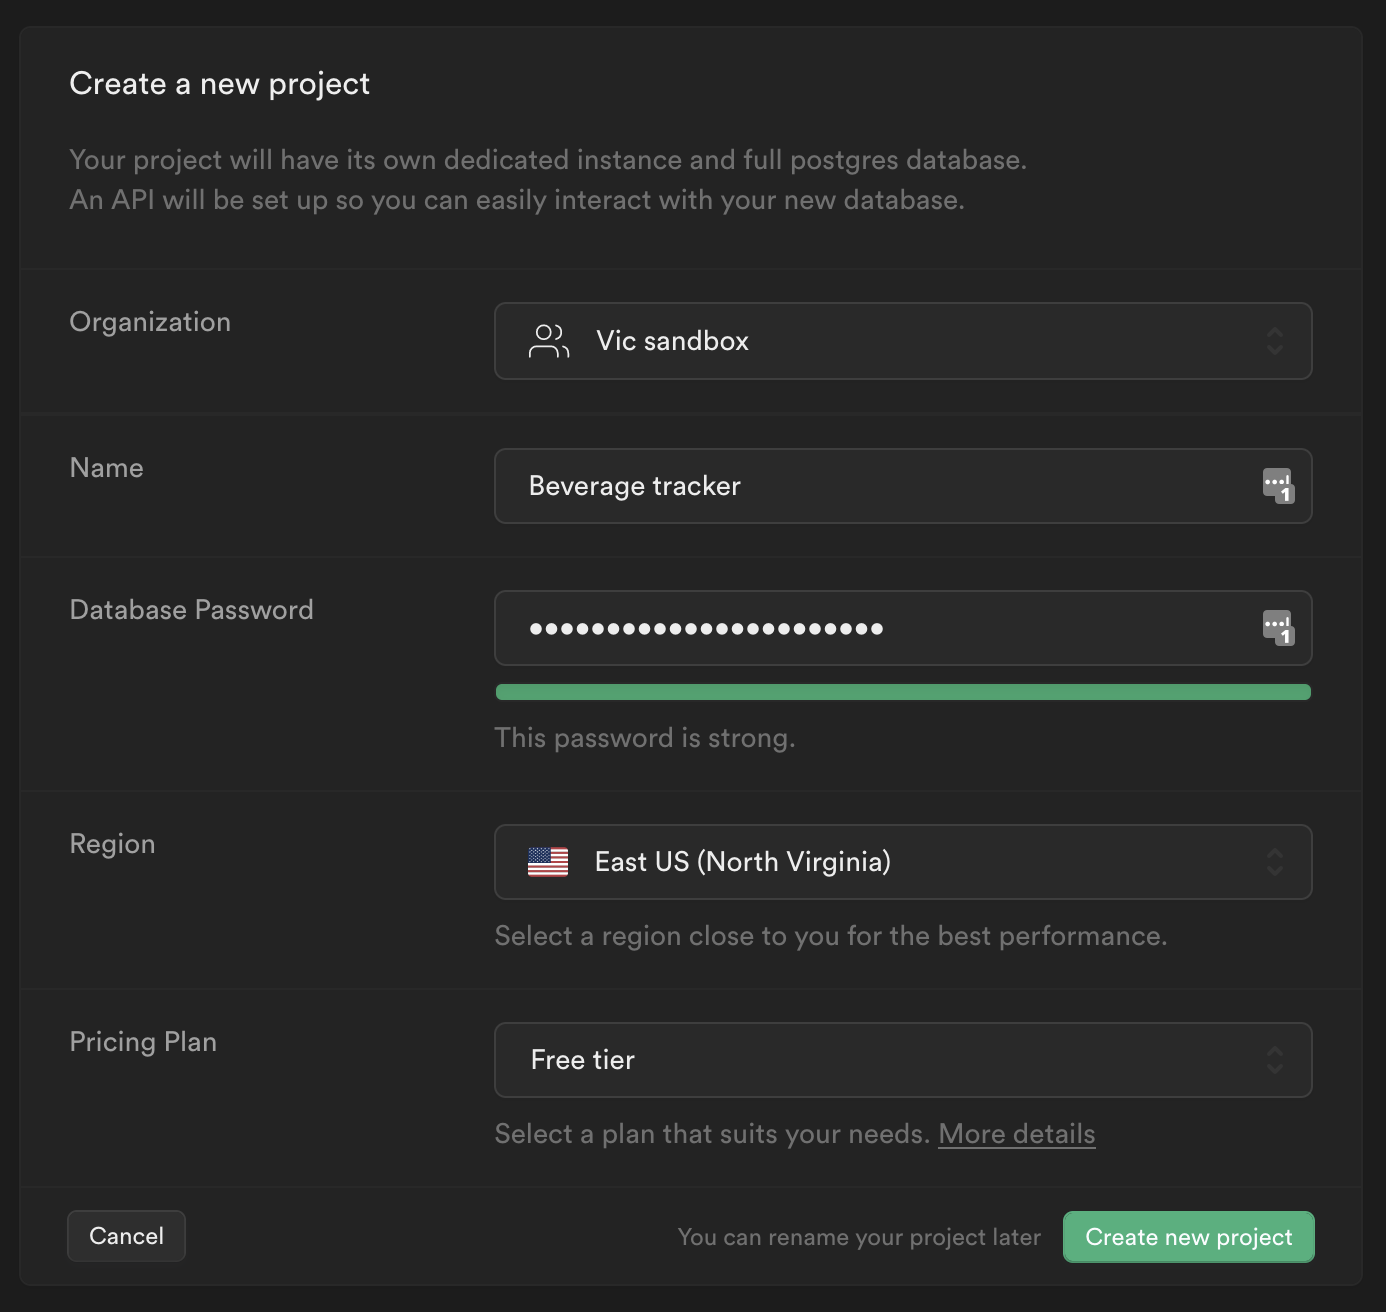 Create a new project
Your project will have its own dedicated instance and full postgres database.
An API will be set up so you can easily interact with your new database.
Organization
Vic sandbox
Name
Beverage tracker
1
Database Password
•••••••••••••••••••••••
1
This password is strong.
Region
East US (North Virginia)
Select a region close to you for the best performance.
Pricing Plan
Free tier
Select a plan that suits your needs. More details
Cancel
You can rename your project later
Create new project